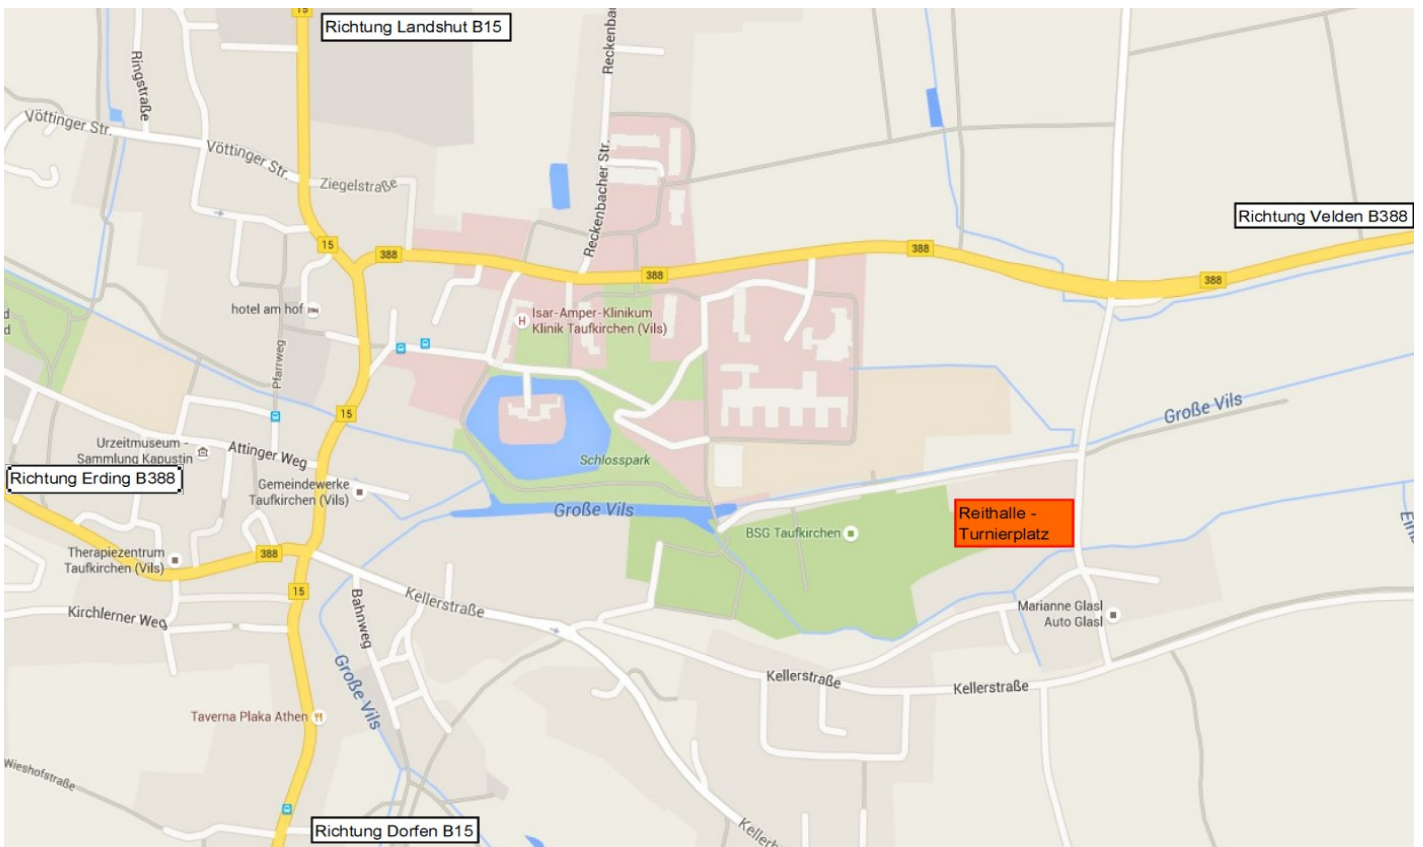 15
Richtung Landshut B15
Reckenbac
Ringstraße
Vöttinger Str.
Vöttinger Str.
Ziegelstraße
Reckenbacher Str.
Richtung Velden B388
15
388
388
388
388
hotel am hof
Isar-Amper-Klinikum
Klinik Taufkirchen (Vils)
H
d
d
Pfarrweg
15
Große Vils
Urzeitmuseum -
Sammlung Kapustin
Attinger Weg
Schlosspark
Richtung Erding B388
Gemeindewerke
Taufkirchen (Vils)
Große Vils
BSG Taufkirchen
Reithalle -
Turnierplatz
Therapiezentrum
Taufkirchen (Vils)
388
15
Kellerstraße
Bahnweg
Kirchlerner Weg
Marianne Glasl
Auto Glasl
Große Vils
Kellerstraße
Kellerstraße
Taverna Plaka Athen
Wieshofstraße
Richtung Dorfen B15